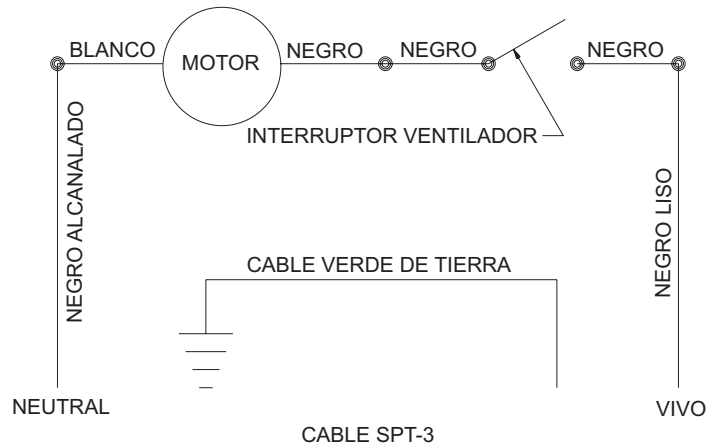 BLANCO
MOTOR
NEGRO
NEGRO
NEGRO
INTERRUPTOR VENTILADOR
NEGRO ALCANALADO
NEGRO LISO
CABLE VERDE DE TIERRA
NEUTRAL
VIVO
CABLE SPT-3